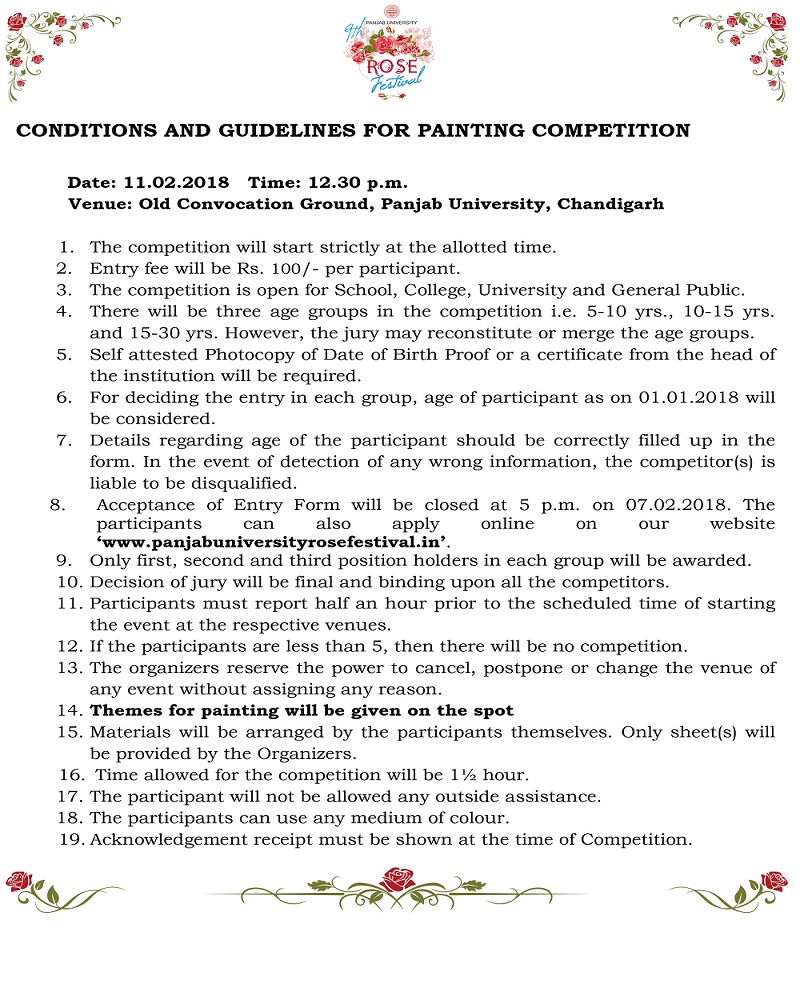 PANJAB UNIVERSITY
9th
ROSE
Festival
CONDITIONS AND GUIDELINES FOR PAINTING COMPETITION
Date: 11.02.2018 Time: 12.30 p.m.
Venue: Old Convocation Ground, Panjab University, Chandigarh
1. The competition will start strictly at the allotted time.
2. Entry fee will be Rs. 100/- per participant.
3. The competition is open for School, College, University and General Public.
4. There will be three age groups in the competition i.e. 5-10 yrs., 10-15 yrs.
and 15-30 yrs. However, the jury may reconstitute or merge the age groups.
5. Self attested Photocopy of Date of Birth Proof or a certificate from the head of
the institution will be required.
6. For deciding the entry in each group, age of participant as on 01.01.2018 will
be considered.
7. Details regarding age of the participant should be correctly filled up in the
form. In the event of detection of any wrong information, the competitor(s) is
liable to be disqualified.
8. Acceptance of Entry Form will be closed at 5 p.m. on 07.02.2018. The
participants can also apply online on our website
‘www.panjabuniversityrosefestival.in’.
9. Only first, second and third position holders in each group will be awarded.
10. Decision of jury will be final and binding upon all the competitors.
11. Participants must report half an hour prior to the scheduled time of starting
the event at the respective venues.
12. If the participants are less than 5, then there will be no competition.
13. The organizers reserve the power to cancel, postpone or change the venue of
any event without assigning any reason.
14. Themes for painting will be given on the spot
15. Materials will be arranged by the participants themselves. Only sheet(s) will
be provided by the Organizers.
16. Time allowed for the competition will be 1½ hour.
17. The participant will not be allowed any outside assistance.
18. The participants can use any medium of colour.
19. Acknowledgement receipt must be shown at the time of Competition.